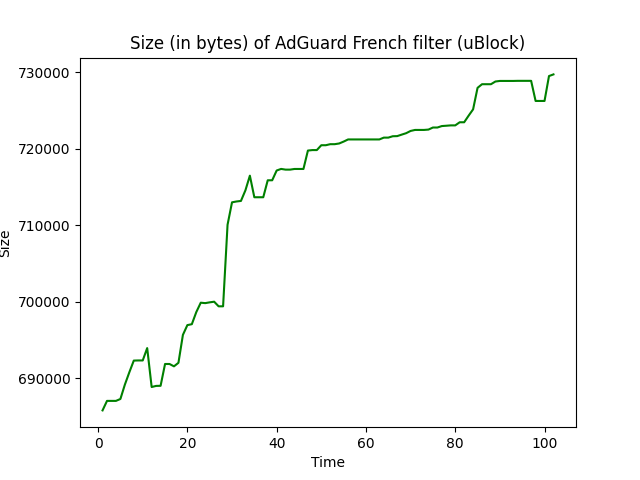 Size (in bytes) of AdGuard French filter (uBlock)
730000
720000
710000
700000
690000
Size
0 20 40 60 80 100
Time